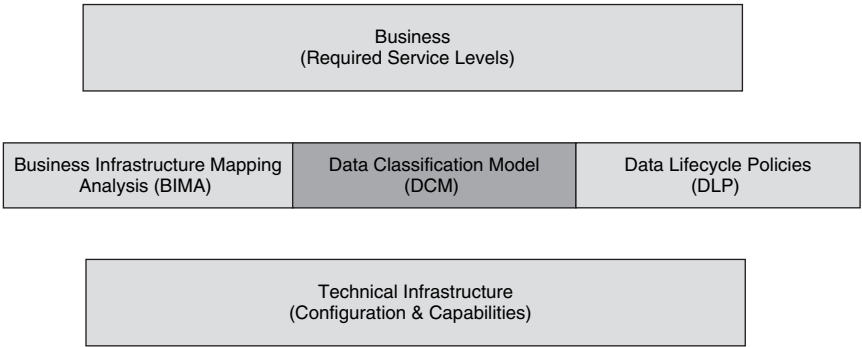 Business
(Required Service Levels)
Business Infrastructure Mapping
Analysis (BIMA)
Data Classification Model
(DCM)
Data Lifecycle Policies
(DLP)
Technical Infrastructure
(Configuration & Capabilities)